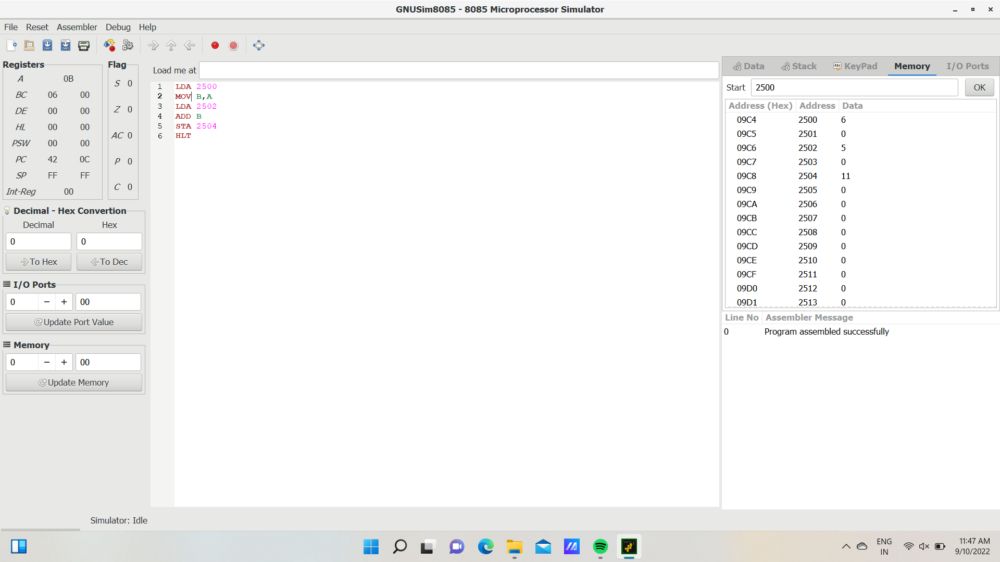 GNUSim8085 - 8085 Microprocessor Simulator
File Reset Assembler Debug Help
Registers
A 0B
BC 06 00
DE 00 00
HL 00 00
PSW 00 00
PC 42 0C
SP FF FF
Int-Reg 00
Flag
S 0
Z 0
AC 0
P 0
C 0
Decimal - Hex Convertion
Decimal Hex
0 0
To Hex To Dec
I/O Ports
0 − + 00
Update Port Value
Memory
0 − + 00
Update Memory
Load me at
1 LDA 2500
2 MOV B,A
3 LDA 2502
4 ADD B
5 STA 2504
6 HLT
Data Stack Abc KeyPad Memory I/O Ports
Start 2500 OK
Address (Hex) Address Data
09C4 2500 6
09C5 2501 0
09C6 2502 5
09C7 2503 0
09C8 2504 11
09C9 2505 0
09CA 2506 0
09CB 2507 0
09CC 2508 0
09CD 2509 0
09CE 2510 0
09CF 2511 0
09D0 2512 0
09D1 2513 0
Line No Assembler Message
0 Program assembled successfully
Simulator: Idle
ENG
IN
11:47 AM
9/10/2022